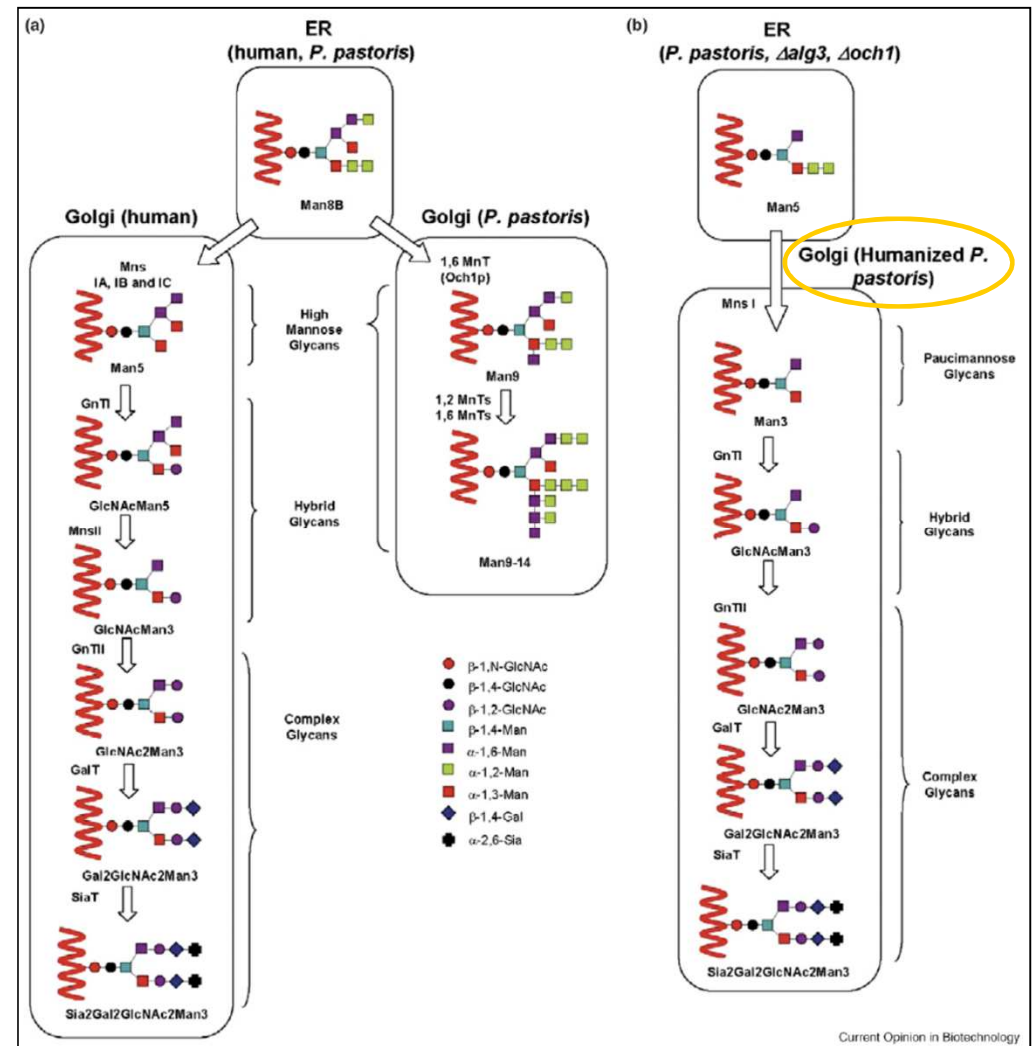 (a)
ER
(human, P. pastoris)
Man8B
Golgi (human)
Mns
IA, IB and IC
Man5
GnTI
GlcNAcMan5
MnsII
GlcNAcMan3
GnTII
GlcNAc2Man3
GalT
Gal2GlcNAc2Man3
SiaT
Sia2Gal2GlcNAc2Man3
High
Mannose
Glycans
Hybrid
Glycans
Complex
Glycans
Golgi (P. pastoris)
1,6 MnT
(Och1p)
Man9
1,2 MnTs
1,6 MnTs
Man9-14
β-1,N-GlcNAc
β-1,4-GlcNAc
β-1,2-GlcNAc
β-1,4-Man
α-1,6-Man
α-1,2-Man
α-1,3-Man
β-1,4-Gal
α-2,6-Sia
(b)
ER
(P. pastoris, Δalg3, Δoch1)
Man5
Golgi (Humanized P.
pastoris)
Mns I
Man3
GnTI
GlcNAcMan3
GnTII
GlcNAc2Man3
GalT
Gal2GlcNAc2Man3
SiaT
Sia2Gal2GlcNAc2Man3
Paucimannose
Glycans
Hybrid
Glycans
Complex
Glycans
Current Opinion in Biotechnology